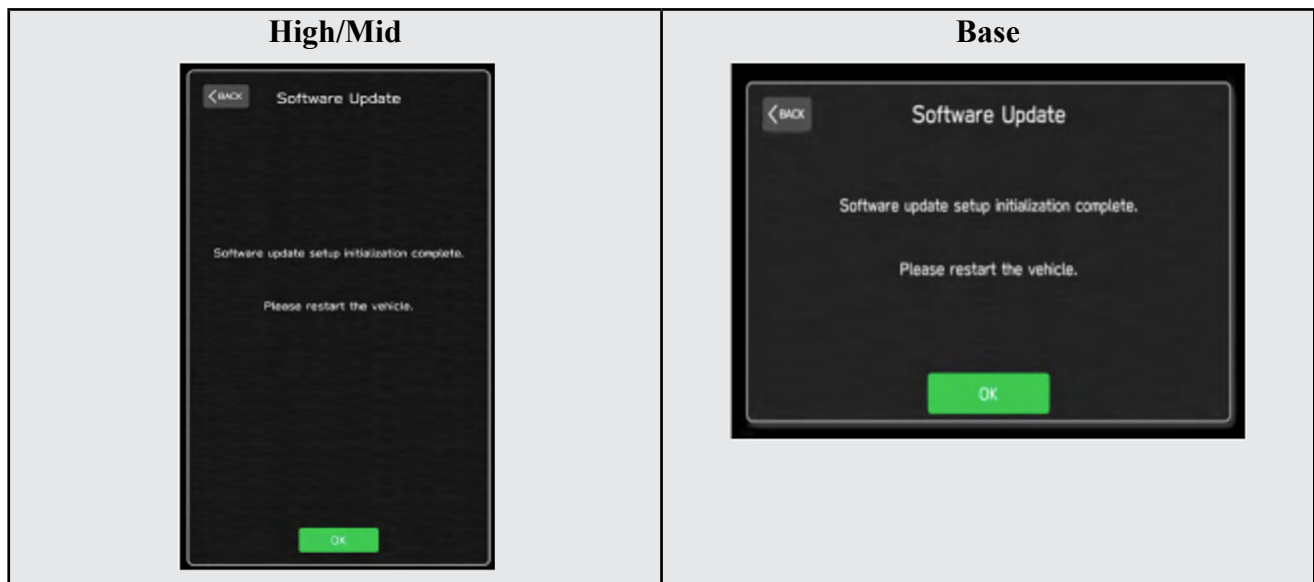 High/Mid
< BACK Software Update
Software update setup initialization complete.
Please restart the vehicle.
OK
Base
< BACK Software Update
Software update setup initialization complete.
Please restart the vehicle.
OK